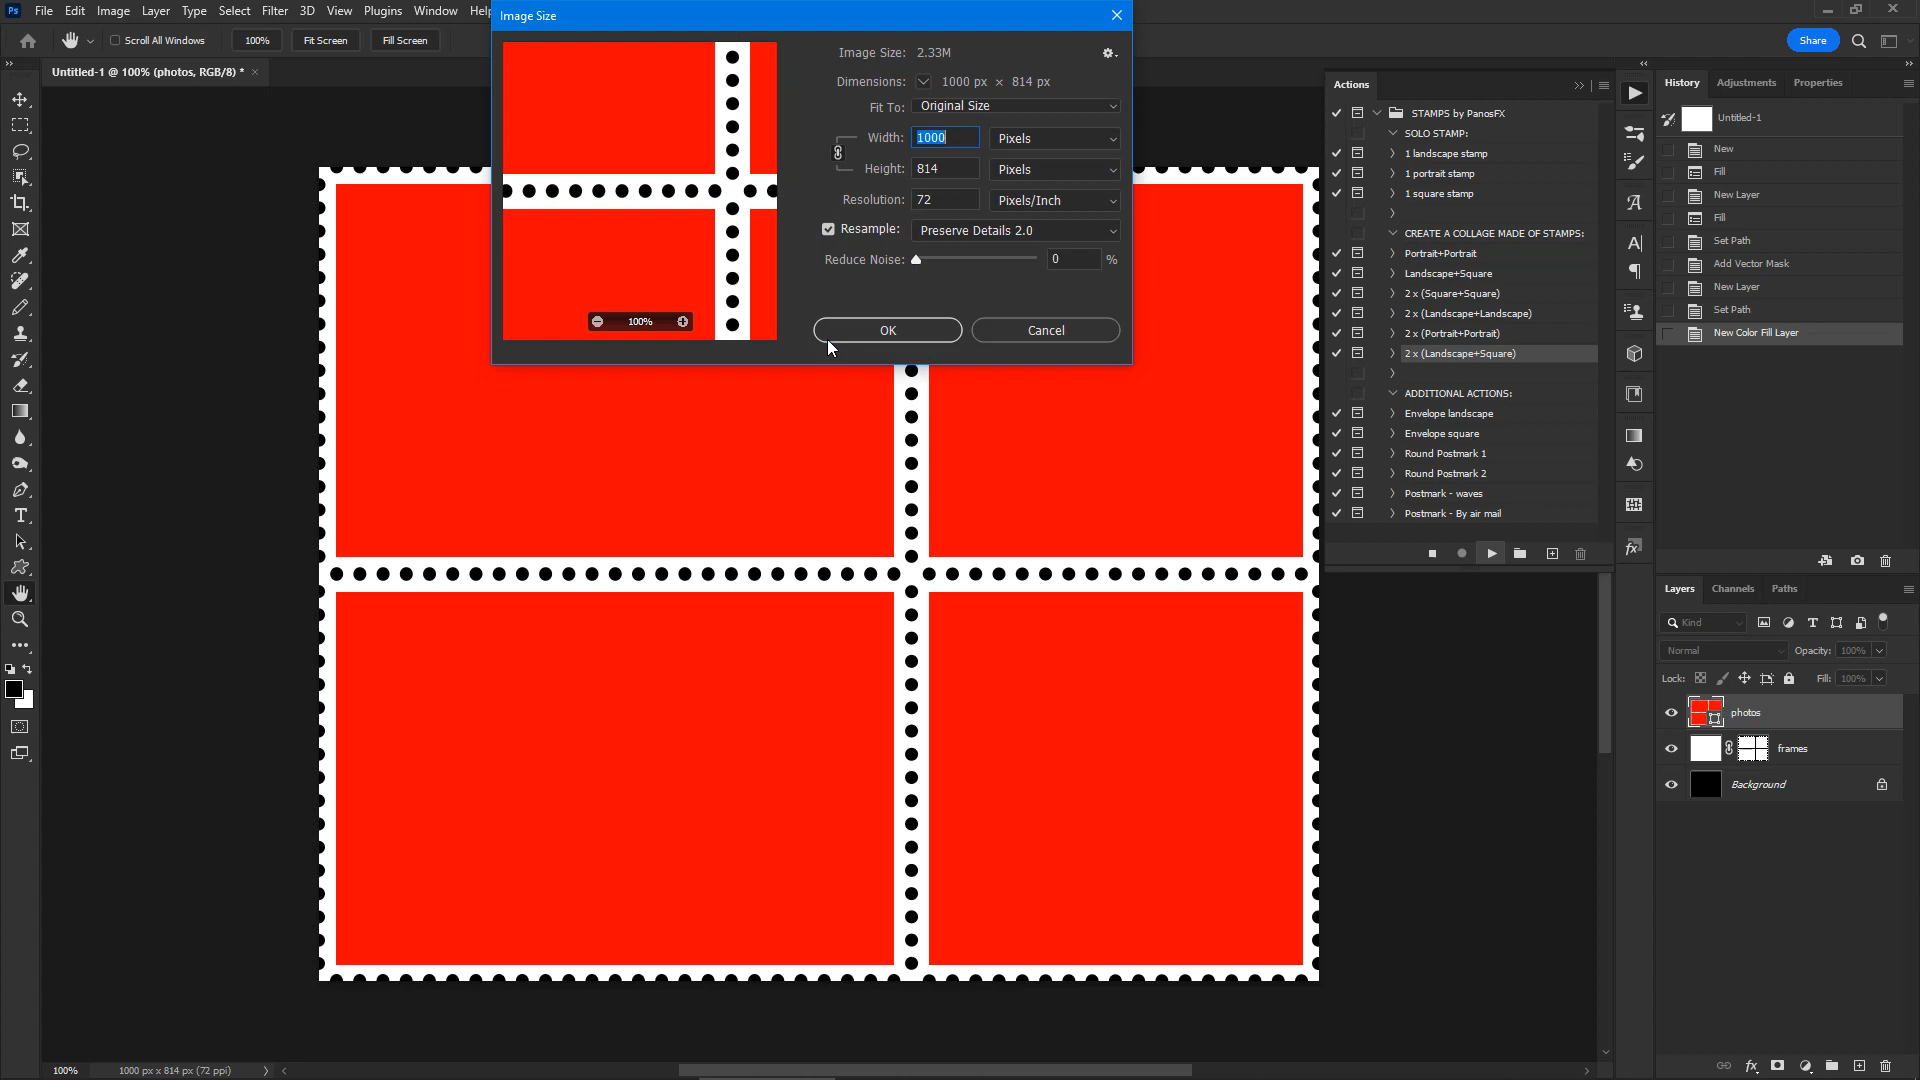 Ps File Edit Image Layer Type Select Filter 3D View Plugins Window Help
Scroll All Windows 100% Fit Screen Fill Screen
Share
Untitled-1 @ 100% (photos, RGB/8) * ×
Image Size
Image Size: 2.33M
Dimensions: 1000 px × 814 px
Fit To: Original Size
Width: 1000 Pixels
Height: 814 Pixels
Resolution: 72 Pixels/Inch
Resample: Preserve Details 2.0
Reduce Noise: 0 %
100%
OK Cancel
Actions
STAMPS by PanosFX
SOLO STAMP:
1 landscape stamp
1 portrait stamp
1 square stamp
CREATE A COLLAGE MADE OF STAMPS:
Portrait+Portrait
Landscape+Square
2 x (Square+Square)
2 x (Landscape+Landscape)
2 x (Portrait+Portrait)
2 x (Landscape+Square)
ADDITIONAL ACTIONS:
Envelope landscape
Envelope square
Round Postmark 1
Round Postmark 2
Postmark - waves
Postmark - By air mail
History Adjustments Properties
Untitled-1
New
Fill
New Layer
Fill
Set Path
Add Vector Mask
New Layer
Set Path
New Color Fill Layer
Layers Channels Paths
Kind
Normal Opacity: 100%
Lock: Fill: 100%
photos
frames
Background
100% 1000 px x 814 px (72 ppi)